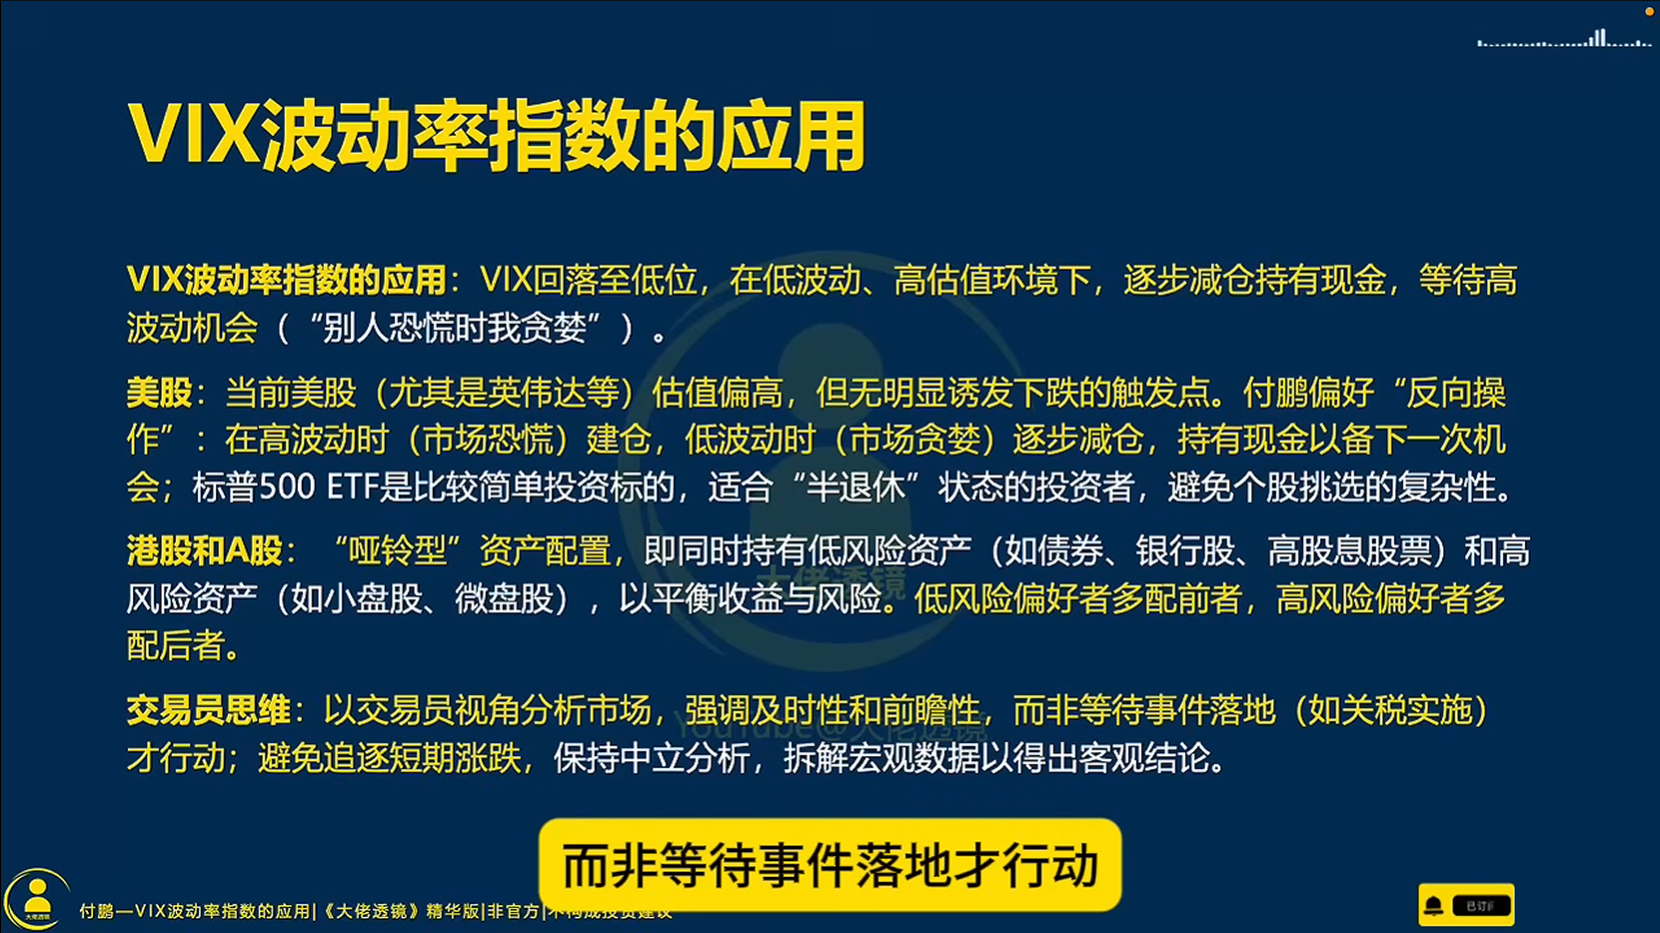 VIX波动率指数的应用
VIX波动率指数的应用：VIX回落至低位，在低波动、高估值环境下，逐步减仓持有现金，等待高
波动机会（“别人恐慌时我贪婪”）。
美股：当前美股（尤其是英伟达等）估值偏高，但无明显诱发下跌的触发点。付鹏偏好“反向操
作”：在高波动时（市场恐慌）建仓，低波动时（市场贪婪）逐步减仓，持有现金以备下一次机
会；标普500 ETF是比较简单投资标的，适合“半退休”状态的投资者，避免个股挑选的复杂性。
港股和A股：“哑铃型”资产配置，即同时持有低风险资产（如债券、银行股、高股息股票）和高
风险资产（如小盘股、微盘股），以平衡收益与风险。低风险偏好者多配前者，高风险偏好者多
配后者。
大佬透镜
交易员思维：以交易员视角分析市场，强调及时性和前瞻性，而非等待事件落地（如关税实施）
才行动；避免追逐短期涨跌，保持中立分析，拆解宏观数据以得出客观结论。
YouTube@大佬透镜
而非等待事件落地才行动
大佬透镜
付鹏—VIX波动率指数的应用|《大佬透镜》精华版|非官方|不构成投资建议
已订